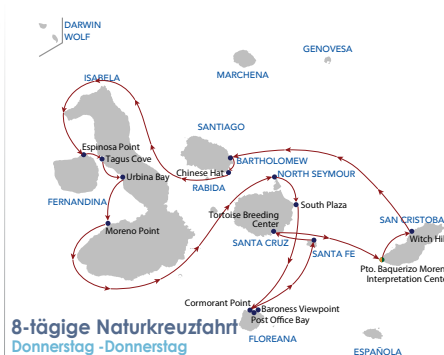 DARWIN
WOLF
GENOVESA
MARCHENA
ISABELA
SANTIAGO
Espinosa Point
Tagus Cove
BARTHOLOMEW
Chinese Hat
NORTH SEYMOUR
Urbina Bay
RABIDA
FERNANDINA
South Plaza
Tortoise Breeding
Center
SAN CRISTOBA
Moreno Point
Witch Hil
SANTA CRUZ
SANTA FE
Pto. Baquerizo Moren
Interpretation Cent
Cormorant Point
Baroness Viewpoint
Post Office Bay
8-tägige Naturkreuzfahrt
Donnerstag -Donnerstag
FLOREANA
ESPAÑOLA